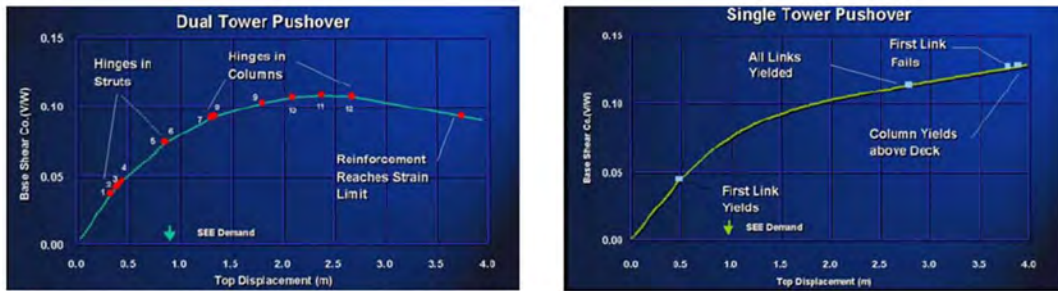 Dual Tower Pushover
0.15
0.10
0.05
0.00
Base Shear Co.(V/W)
Hinges in
Struts
Hinges in
Columns
1
2
3
4
5
6
7
9
10
11
12
Reinforcement
Reaches Strain
Limit
SEE Demand
0.0 0.5 1.0 1.5 2.0 2.5 3.0 3.5 4.0
Top Displacement (m)
Single Tower Pushover
0.15
0.10
0.05
0.00
Base Shear Co.(V/W)
All Links
Yielded
First Link
Fails
Column Yields
above Deck
First Link
Yields
SEE Demand
0.0 0.5 1.0 1.5 2.0 2.5 3.0 3.5 4.0
Top Displacement (m)